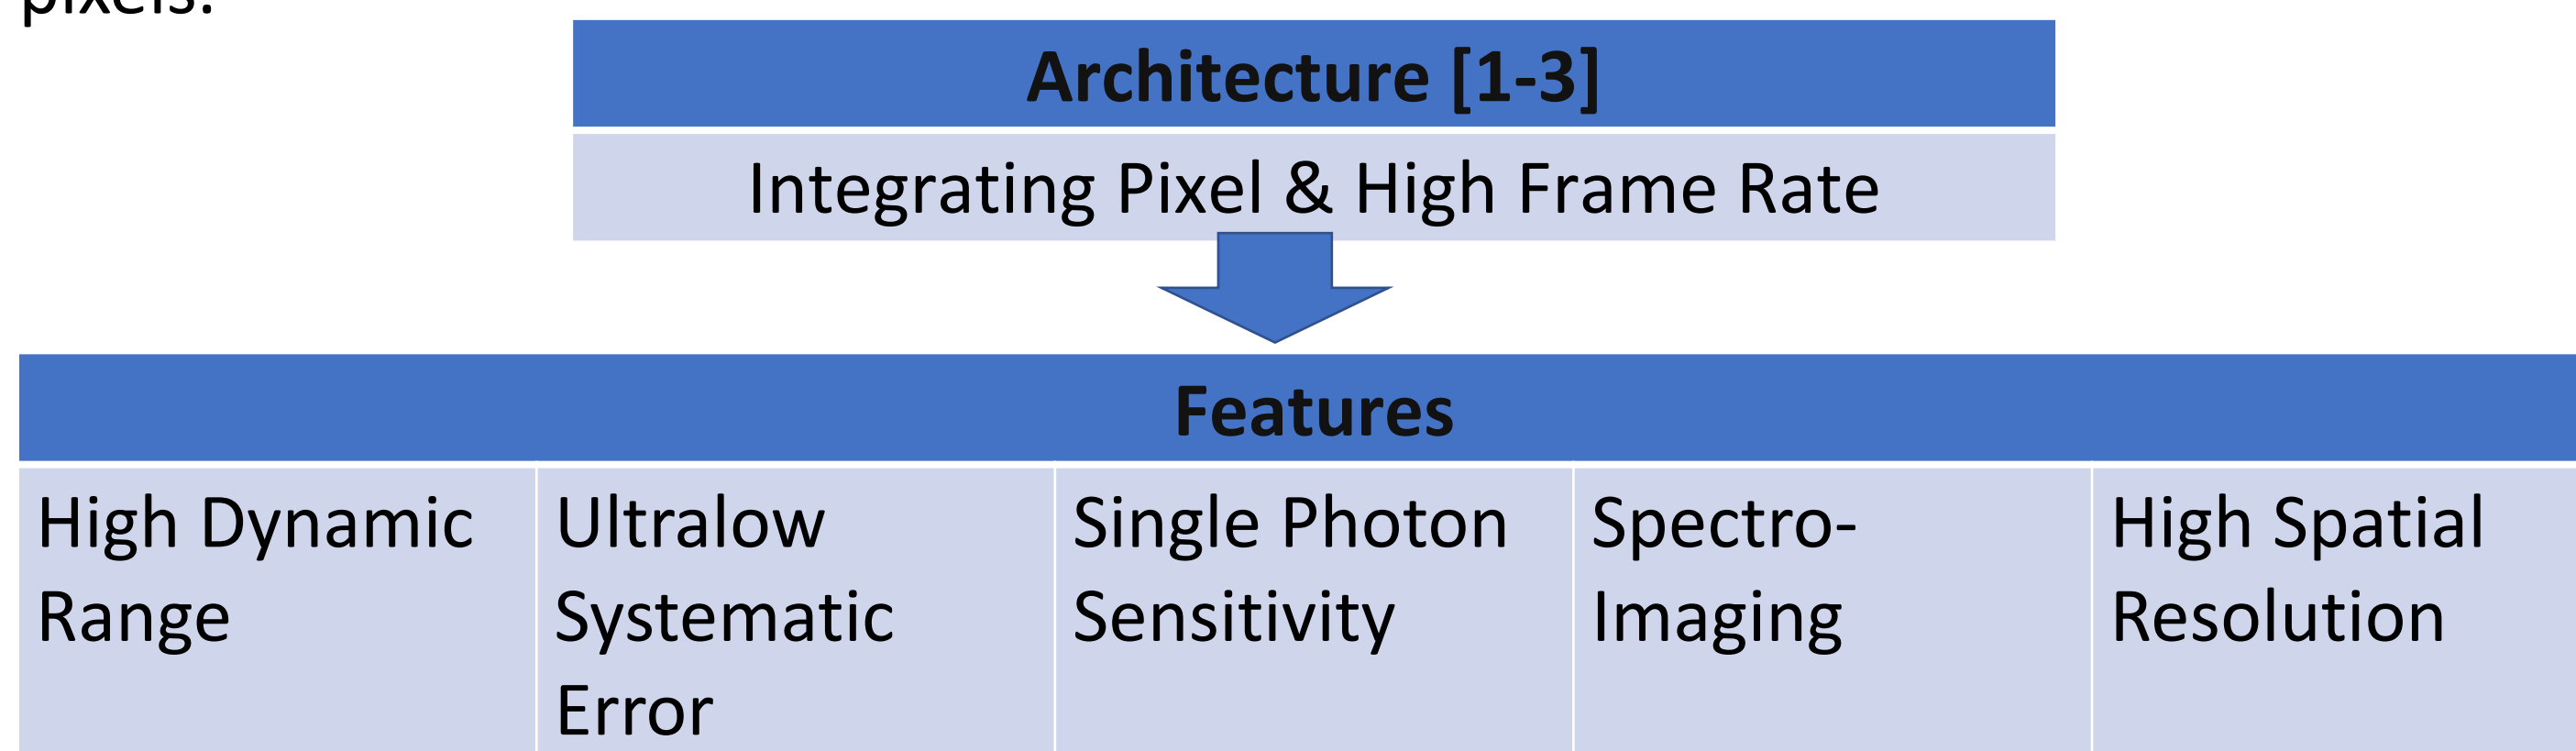 pixels.
Architecture [1-3]
Integrating Pixel & High Frame Rate
Features
High Dynamic
Range
Ultralow
Systematic
Error
Single Photon
Sensitivity
Spectro-
Imaging
High Spatial
Resolution